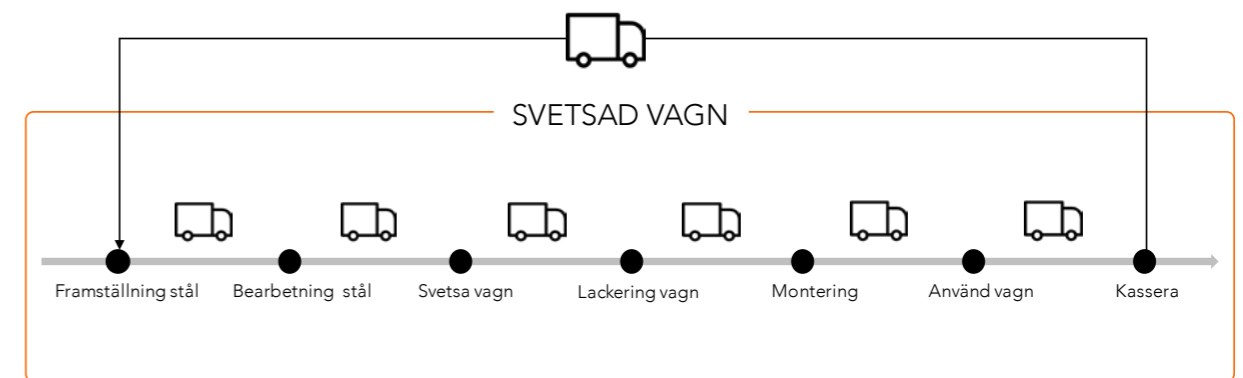 SVETSAD VAGN
Framställning stål
Bearbetning stål
Svetsa vagn
Lackering vagn
Montering
Använd vagn
Kassera